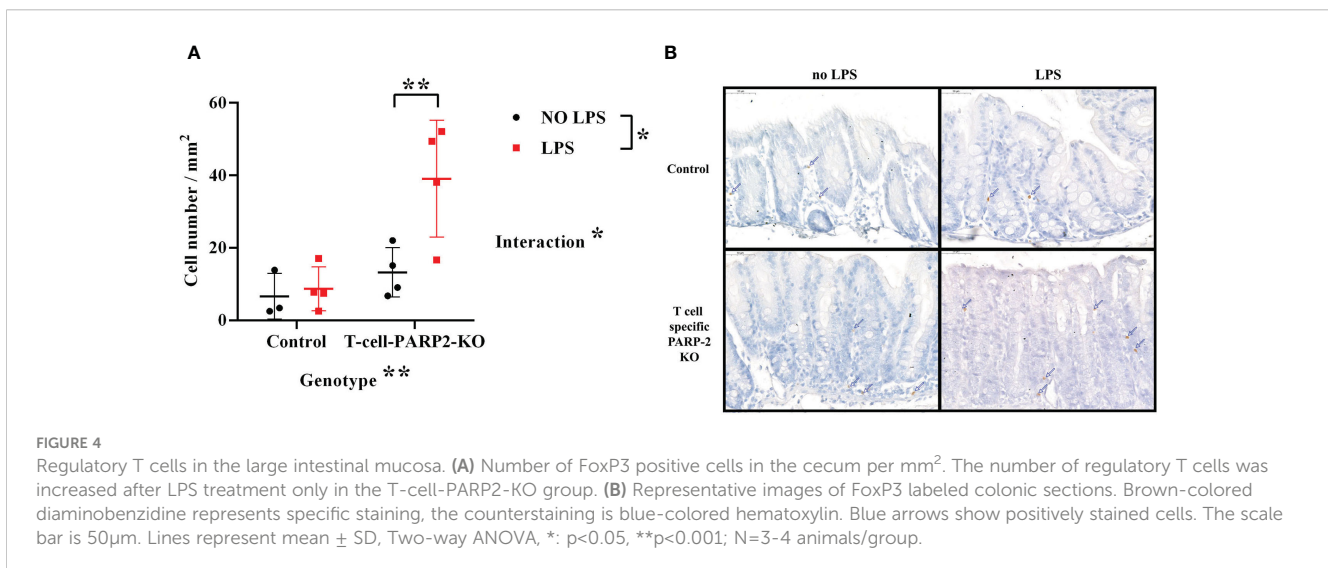 A
B
no LPS
LPS
**
60
NO LPS
LPS
*
Control
Cell number / mm²
40
Interaction *
20
T cell
specific
PARP-2
KO
0
Control
T-cell-PARP2-KO
Genotype **
FIGURE 4
Regulatory T cells in the large intestinal mucosa. (A) Number of FoxP3 positive cells in the cecum per mm². The number of regulatory T cells was
increased after LPS treatment only in the T-cell-PARP2-KO group. (B) Representative images of FoxP3 labeled colonic sections. Brown-colored
diaminobenzidine represents specific staining, the counterstaining is blue-colored hematoxylin. Blue arrows show positively stained cells. The scale
bar is 50μm. Lines represent mean ± SD, Two-way ANOVA, *: p<0.05, **p<0.001; N=3-4 animals/group.